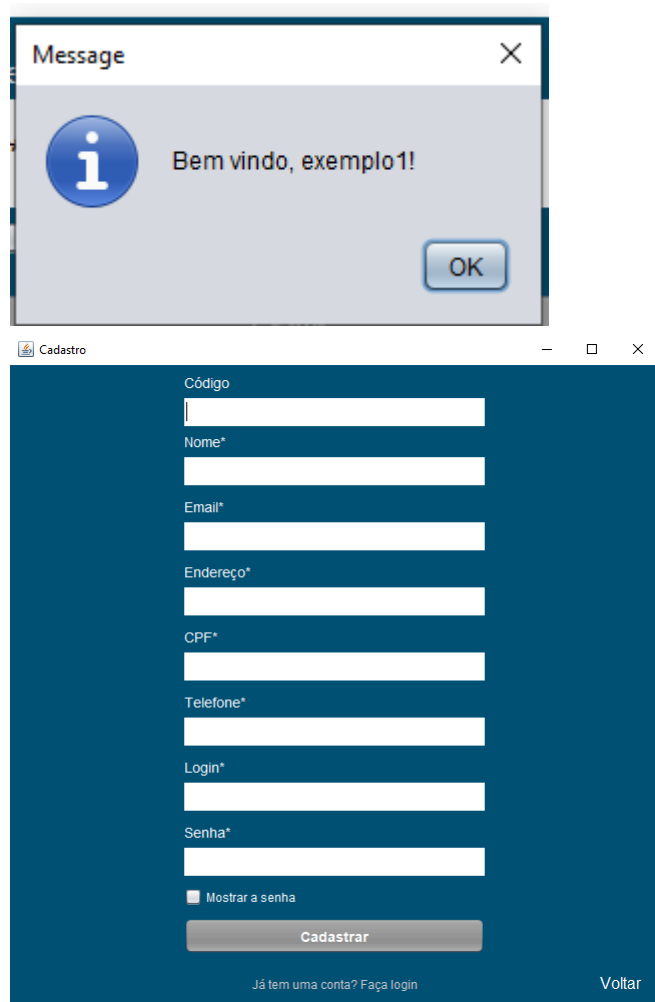 Message
Bem vindo, exemplo1!
OK
Cadastro
Código
Nome*
Email*
Endereço*
CPF*
Telefone*
Login*
Senha*
Mostrar a senha
Cadastrar
Já tem uma conta? Faça login
Voltar